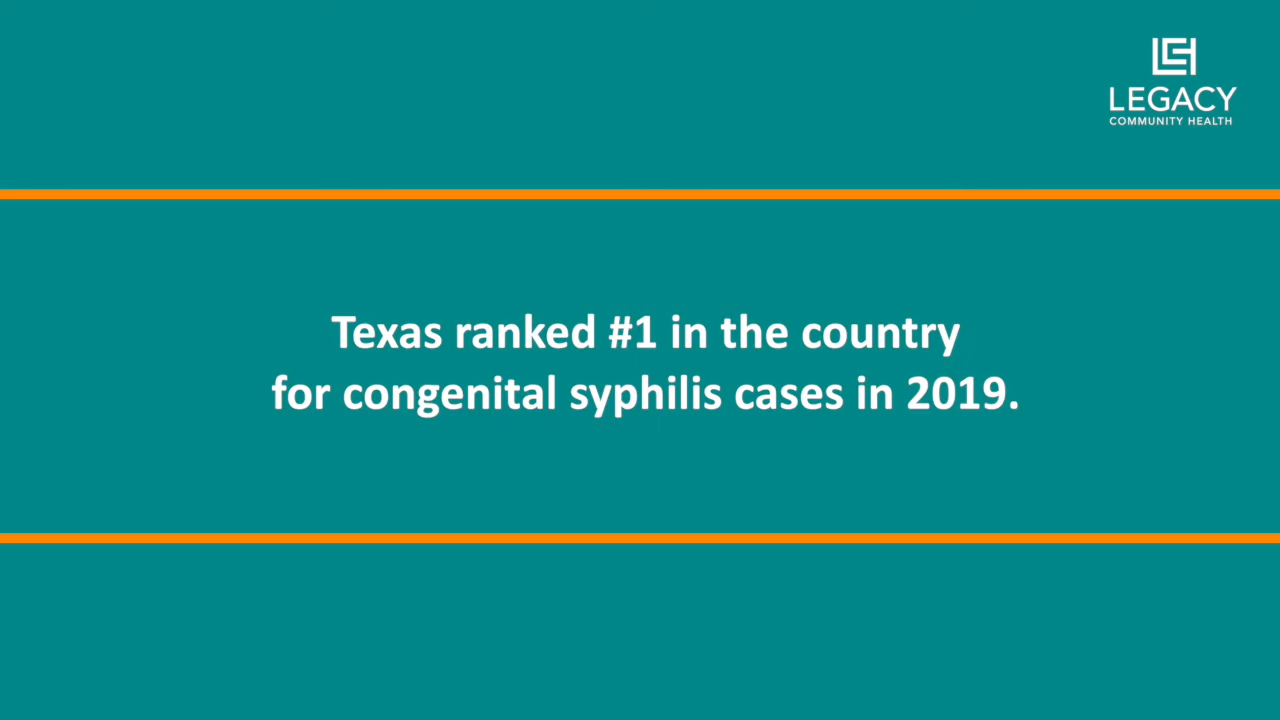 LEGACY
COMMUNITY HEALTH
Texas ranked #1 in the country
for congenital syphilis cases in 2019.